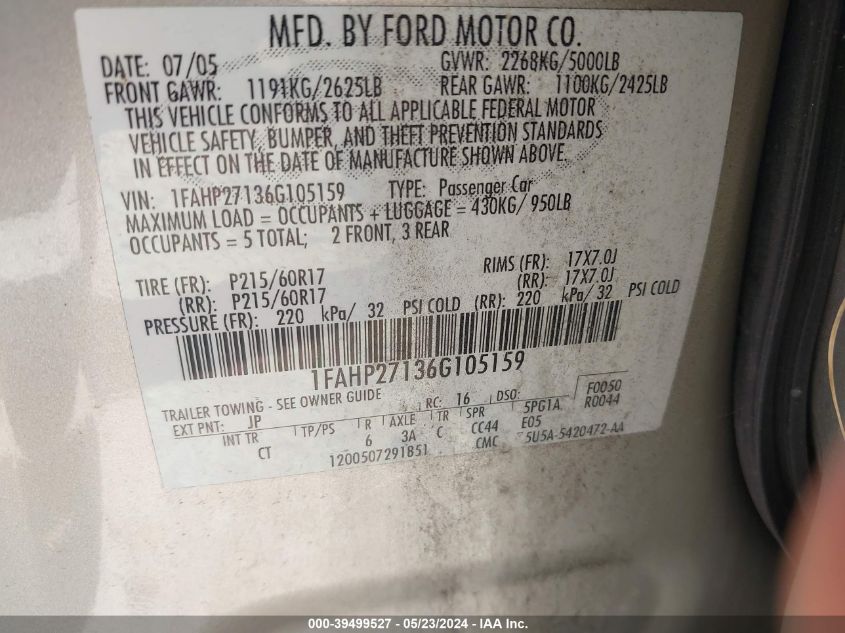 MFD. BY FORD MOTOR CO.
DATE: 07/05 GVWR: 2268KG/5000LB
FRONT GAWR: 1191KG/2625LB REAR GAWR: 1100KG/2425LB
THIS VEHICLE CONFORMS TO ALL APPLICABLE FEDERAL MOTOR
VEHICLE SAFETY, BUMPER, AND THEFT PREVENTION STANDARDS
IN EFFECT ON THE DATE OF MANUFACTURE SHOWN ABOVE.
VIN: 1FAHP27136G105159 TYPE: Passenger Car
MAXIMUM LOAD = OCCUPANTS + LUGGAGE = 430KG/ 950LB
OCCUPANTS = 5 TOTAL; 2 FRONT, 3 REAR
TIRE (FR): P215/60R17 RIMS (FR): 17X7.0J
(RR): P215/60R17 (RR): 17X7.0J
PRESSURE (FR): 220 kPa/ 32 PSI COLD (RR): 220 kPa/ 32 PSI COLD
1FAHP27136G105159
TRAILER TOWING - SEE OWNER GUIDE RC: 16 DSO: F0050
EXT PNT: JP R0044
INT TR TP/PS R AXLE TR SPR 5PG1A
CT 6 3A C CC44 E05
1200507291851 CMC 5U5A-5420472-AA
000-39499527 - 05/23/2024 - IAA Inc.